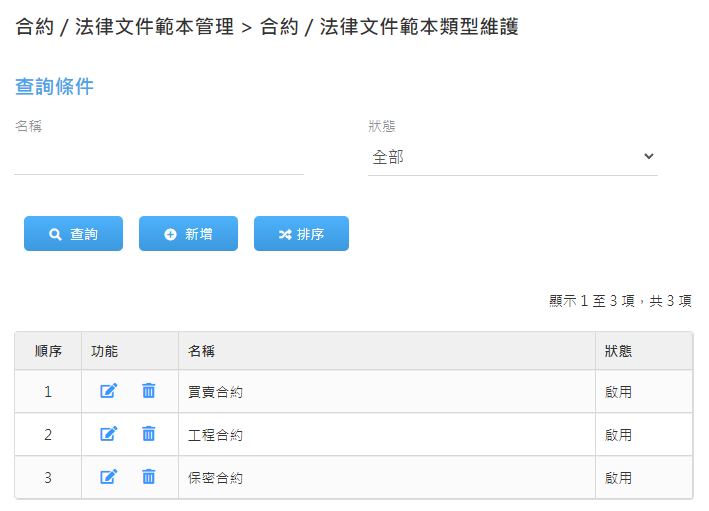 合約 / 法律文件範本管理 > 合約 / 法律文件範本類型維護
查詢條件
名稱 狀態
全部
查詢 新增 排序
顯示 1 至 3 項，共 3 項
順序 功能 名稱 狀態
1 買賣合約 啟用
2 工程合約 啟用
3 保密合約 啟用